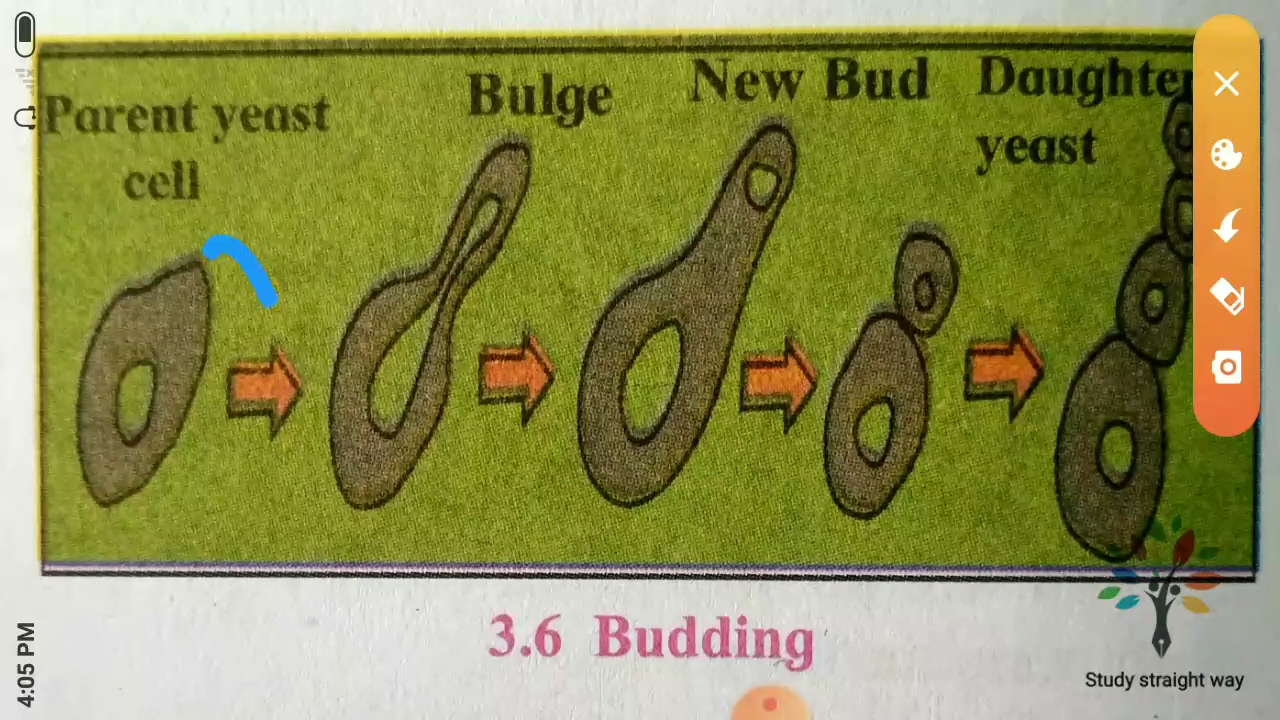 Parent yeast
cell
Bulge
New Bud
Daughter
yeast
3.6 Budding
Study straight way
4:05 PM